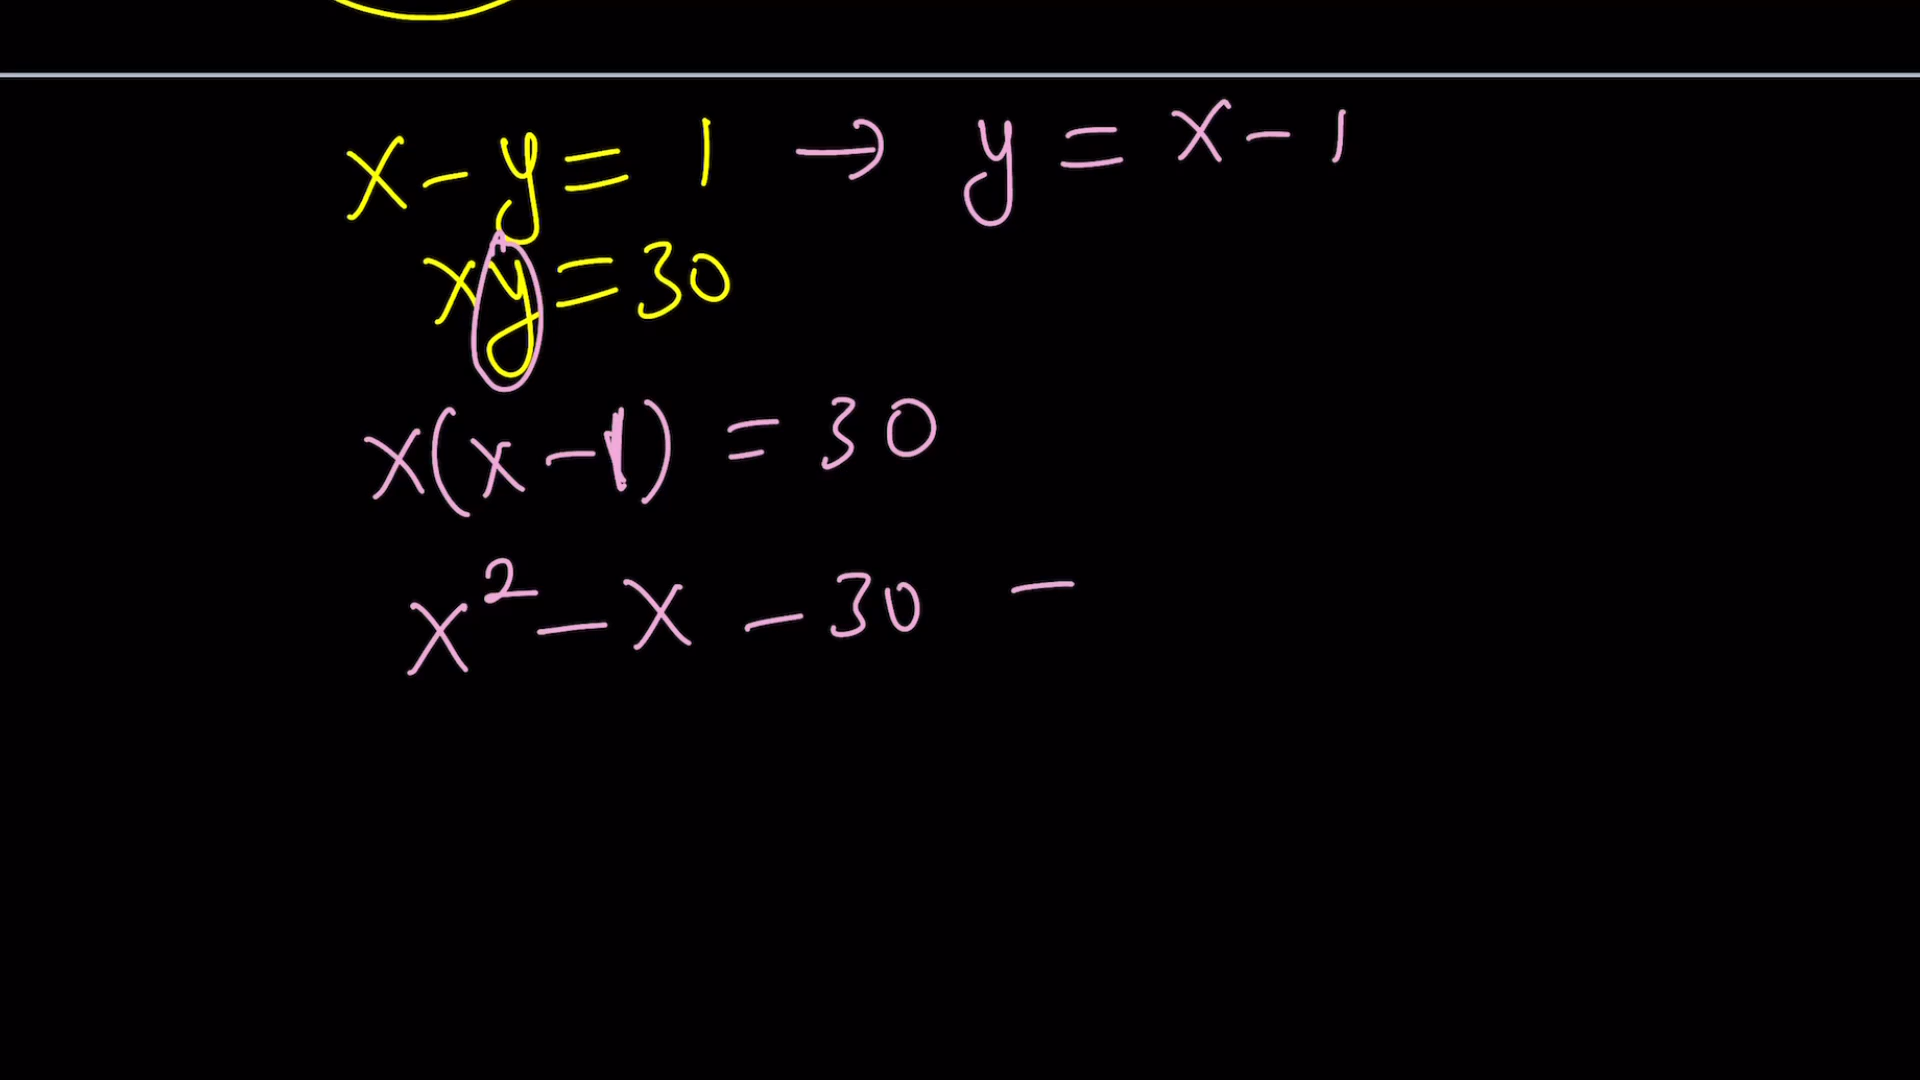 x - y = 1 → y = x - 1
xy = 30
x(x - 1) = 30
x² - x - 30 -